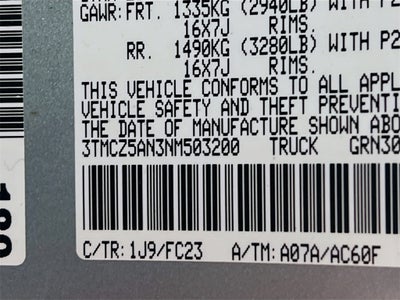 GAWR: FRT. 1335KG (2940LB) WITH P2
16X7J RIMS.
RR. 1490KG (3280LB) WITH P2
16X7J RIMS.
THIS VEHICLE CONFORMS TO ALL APPL
VEHICLE SAFETY AND THEFT PREVENTI
THE DATE OF MANUFACTURE SHOWN ABO
3TMCZ5AN3NM503200 TRUCK GRN30
C/TR: 1J9/FC23 A/TM: A07A/AC60F